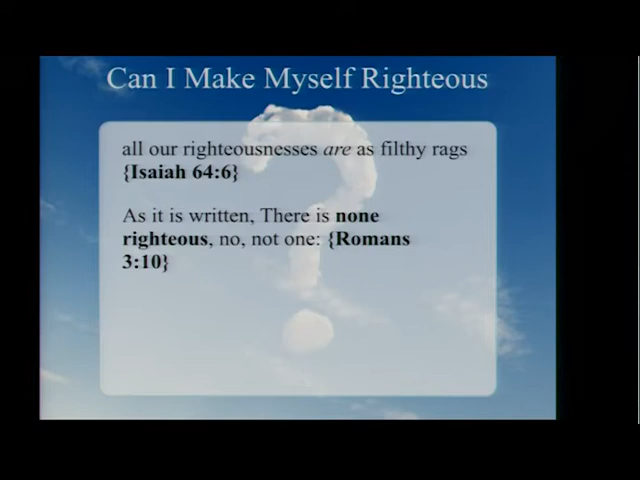 Can I Make Myself Righteous
all our righteousnesses are as filthy rags
{Isaiah 64:6}
As it is written, There is none
righteous, no, not one: {Romans
3:10}